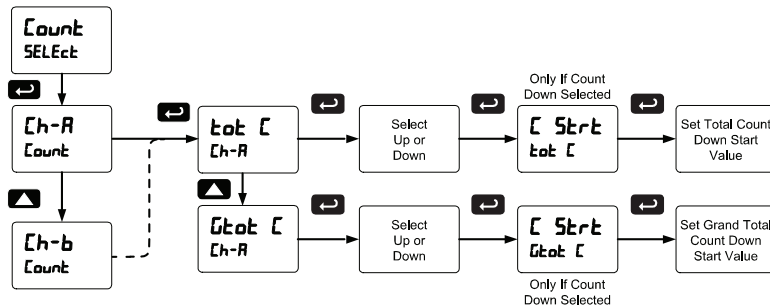 Count
SELEct
Ch-A
Count
Ch-b
Count
tot C
Ch-A
Gtot C
Ch-A
Select
Up or
Down
Select
Up or
Down
Only If Count
Down Selected
C Strt
tot C
C Strt
Gtot C
Only If Count
Down Selected
Set Total Count
Down Start
Value
Set Grand Total
Count Down
Start Value